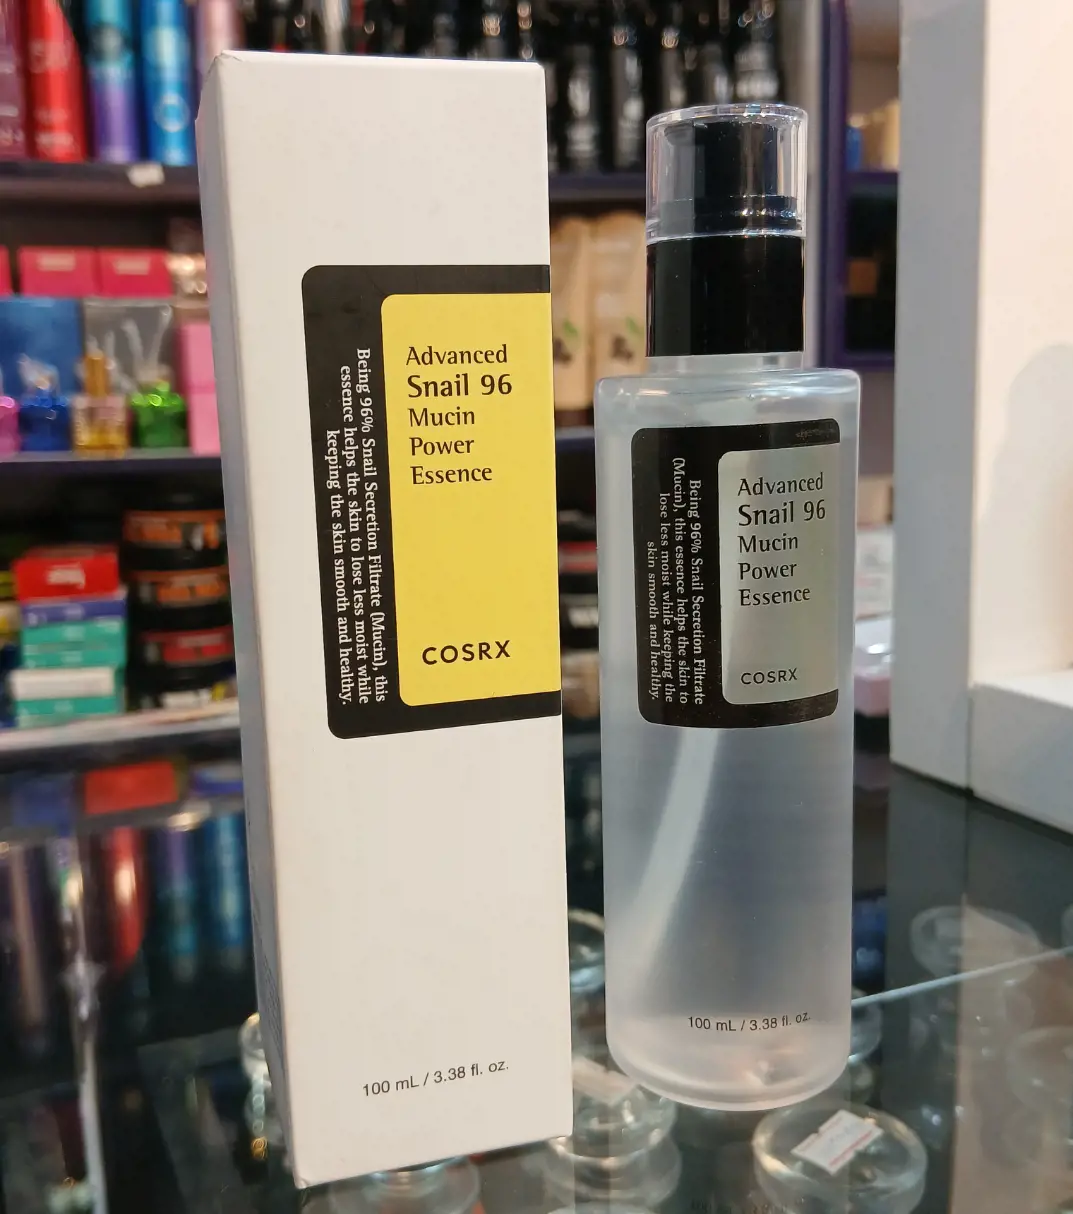 Advanced
Snail 96
Mucin
Power
Essence
COSRX
Being 96% Snail Secretion Filtrate (Mucin), this
essence helps the skin to lose less moist while
keeping the skin smooth and healthy.
100 mL / 3.38 fl. oz.
Advanced
Snail 96
Mucin
Power
Essence
COSRX
Being 96% Snail Secretion Filtrate
(Mucin), this essence helps the skin to
lose less moist while keeping the
skin smooth and healthy.
100 mL / 3.38 fl. oz.